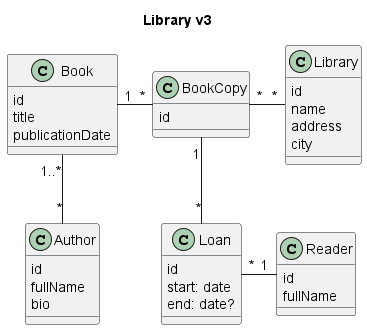 Library v3
C Book
id
title
publicationDate
1 *
C BookCopy
id
* *
C Library
id
name
address
city
1..*
*
1
*
C Author
id
fullName
bio
C Loan
id
start: date
end: date?
* 1
C Reader
id
fullName